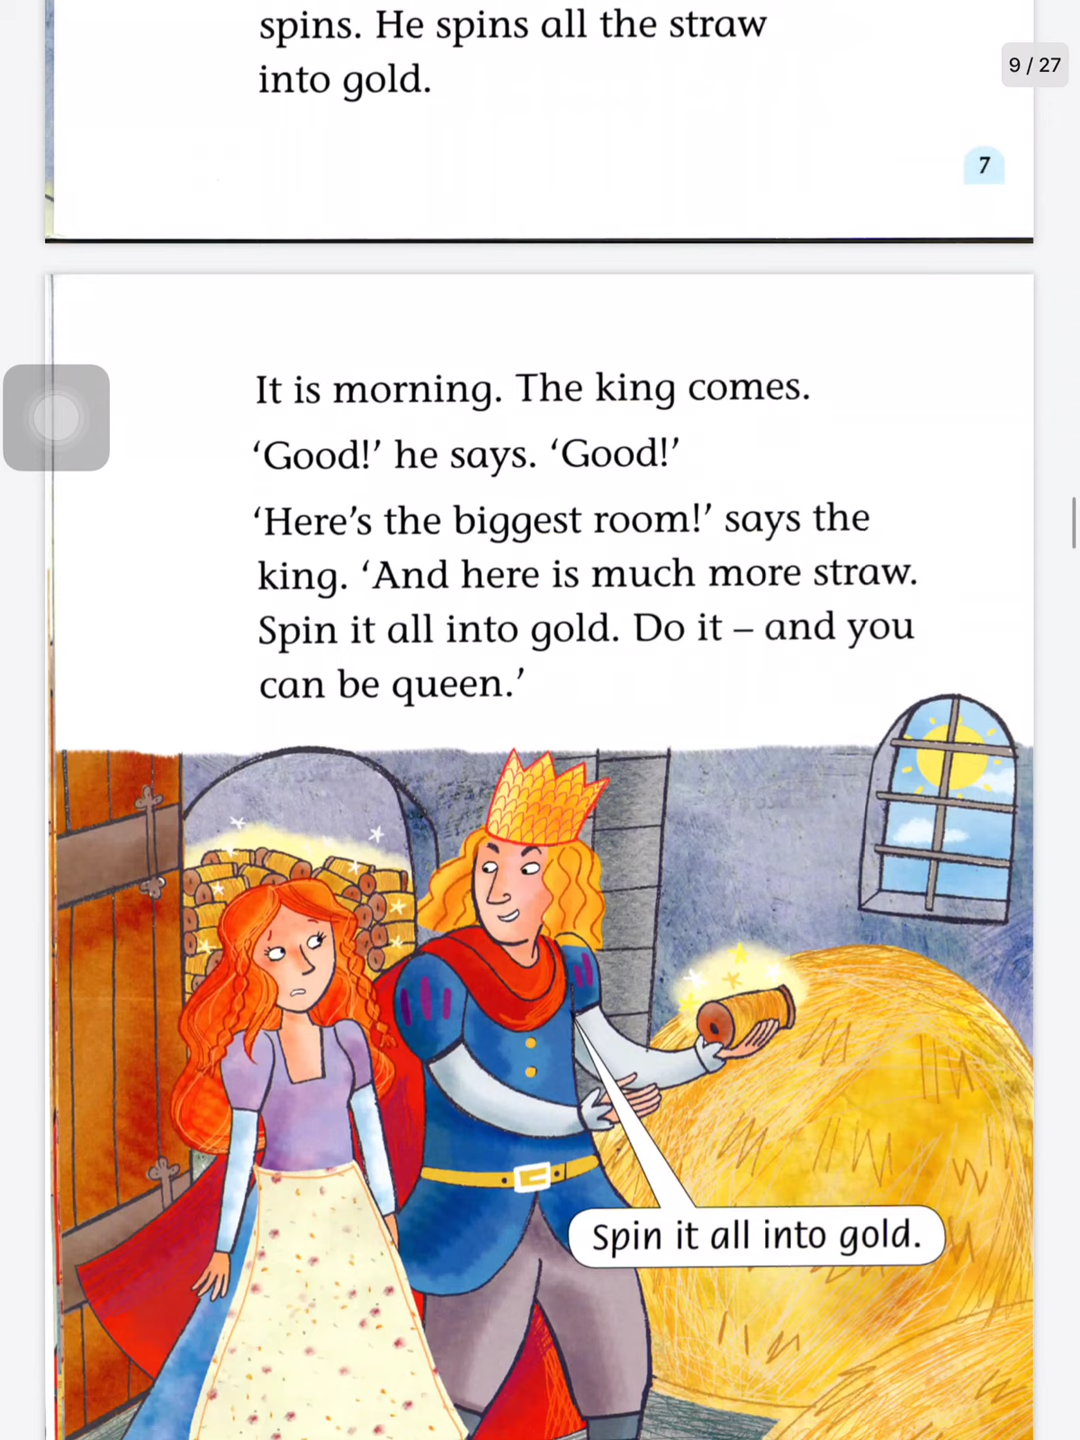 spins. He spins all the straw
into gold.
9 / 27
7
It is morning. The king comes.
‘Good!’ he says. ‘Good!’
‘Here’s the biggest room!’ says the
king. ‘And here is much more straw.
Spin it all into gold. Do it – and you
can be queen.’
Spin it all into gold.